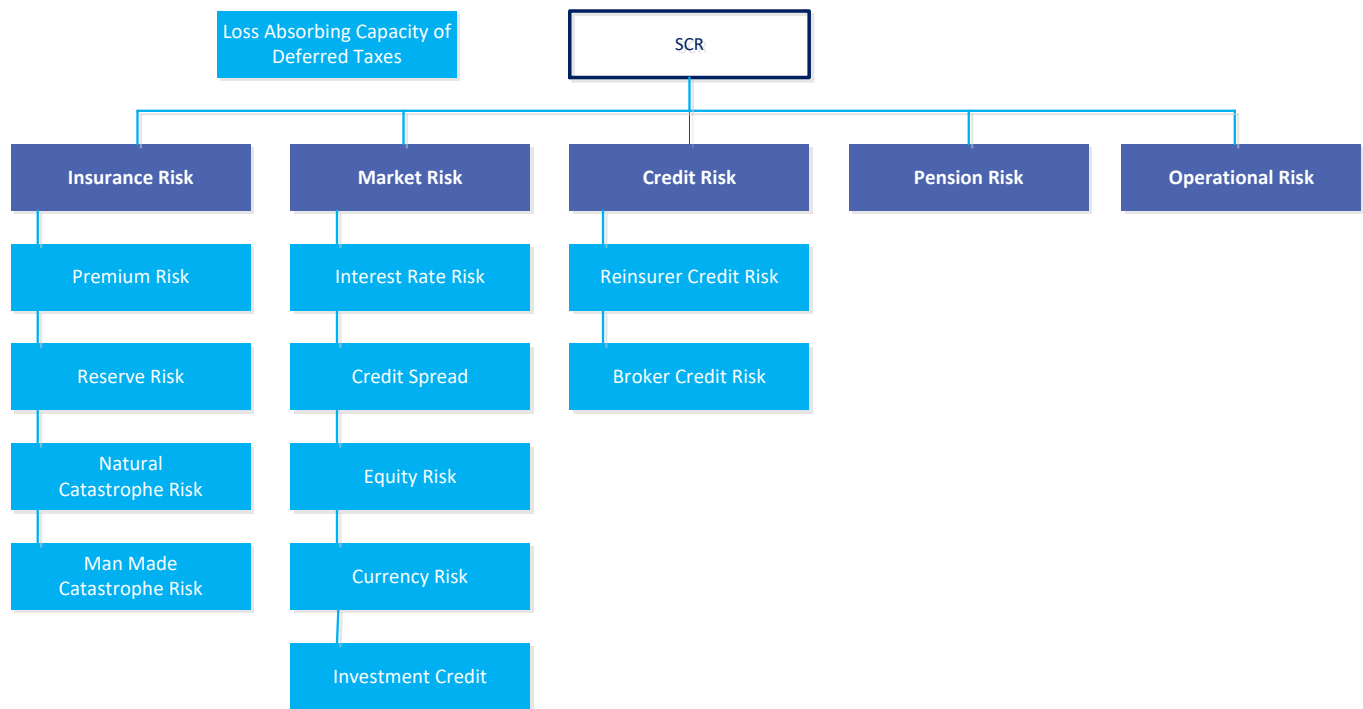 Loss Absorbing Capacity of
Deferred Taxes
SCR
Insurance Risk
Market Risk
Credit Risk
Pension Risk
Operational Risk
Premium Risk
Interest Rate Risk
Reinsurer Credit Risk
Reserve Risk
Credit Spread
Broker Credit Risk
Natural
Catastrophe Risk
Equity Risk
Man Made
Catastrophe Risk
Currency Risk
Investment Credit